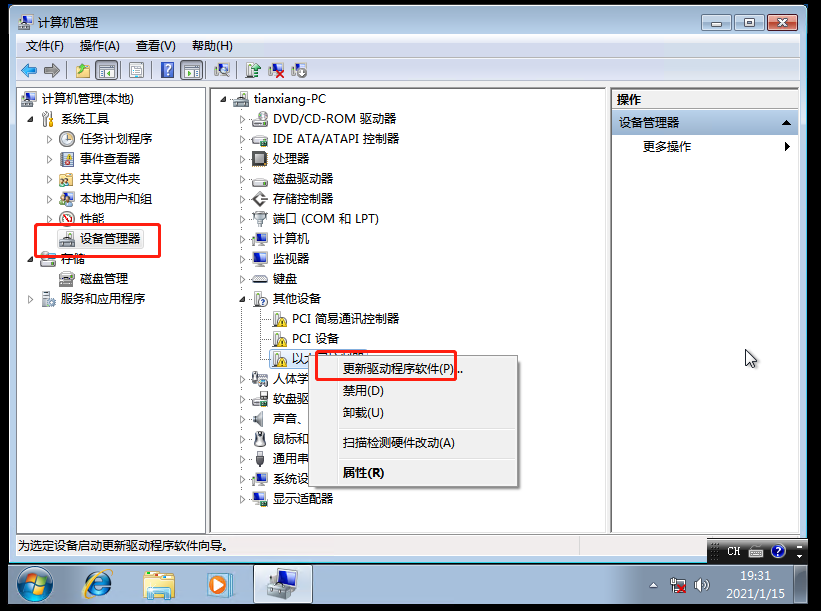 计算机管理
文件(F) 操作(A) 查看(V) 帮助(H)
计算机管理(本地)
系统工具
任务计划程序
事件查看器
共享文件夹
本地用户和组
性能
设备管理器
存储
磁盘管理
服务和应用程序
tianxiang-PC
DVD/CD-ROM 驱动器
IDE ATA/ATAPI 控制器
处理器
磁盘驱动器
存储控制器
端口 (COM 和 LPT)
计算机
监视器
键盘
其他设备
PCI 简易通讯控制器
PCI 设备
以太
人体学
软盘驱
声音、
鼠标和
通用串
系统设
显示适配器
更新驱动程序软件(P)...
禁用(D)
卸载(U)
扫描检测硬件改动(A)
属性(R)
操作
设备管理器
更多操作
为选定设备启动更新驱动程序软件向导。
CH
19:31
2021/1/15